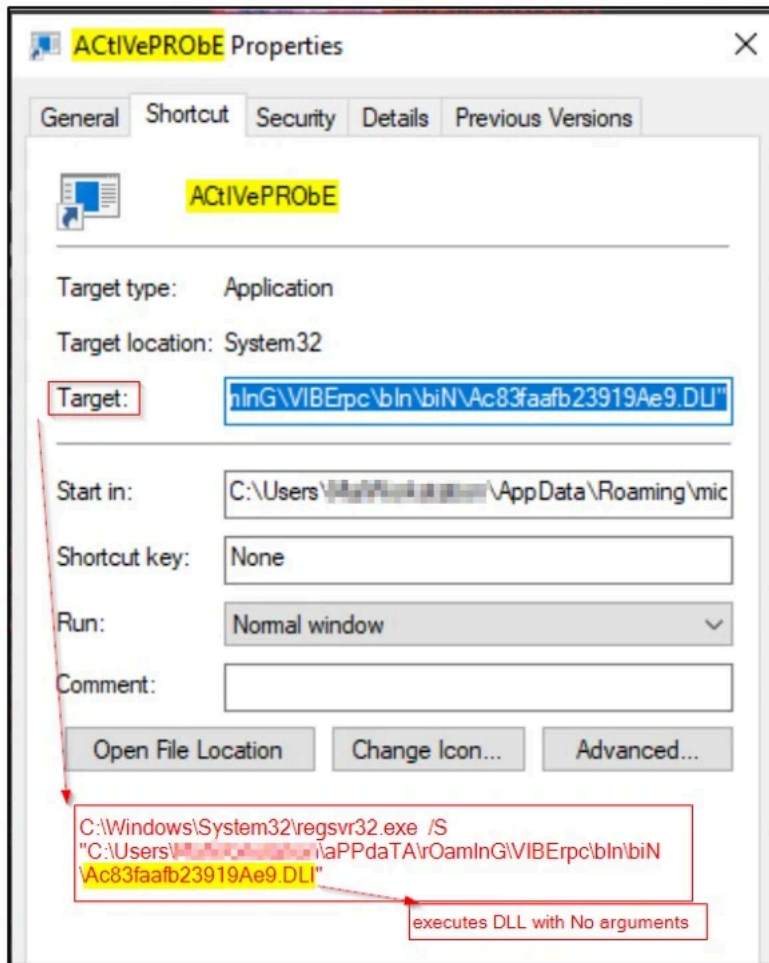 ACtIVePRObE Properties
General Shortcut Security Details Previous Versions
ACtIVePRObE
Target type: Application
Target location: System32
Target: mInG\VIBErpc\bIn\biN\Ac83faafb23919Ae9.DLl"
Start in: C:\Users\ \AppData\Roaming\mic
Shortcut key: None
Run: Normal window
Comment:
Open File Location Change Icon... Advanced...
C:\Windows\System32\regsvr32.exe /S
"C:\Users\ \aPPdaTA\rOamInG\VIBErpc\bIn\biN
\Ac83faafb23919Ae9.DLl"
executes DLL with No arguments